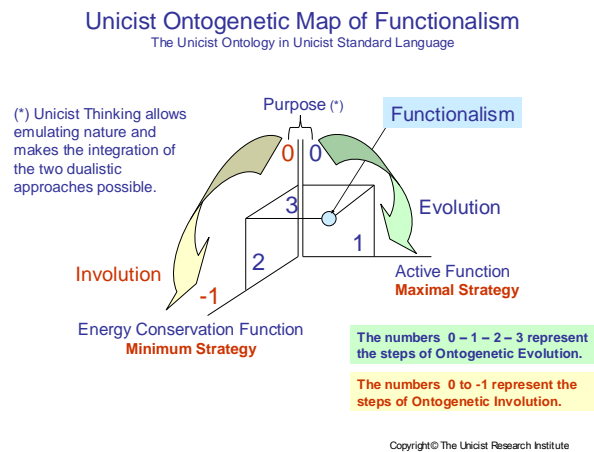 Unicist Ontogenetic Map of Functionalism
The Unicist Ontology in Unicist Standard Language
(*) Unicist Thinking allows
emulating nature and
makes the integration of
the two dualistic
approaches possible.
Purpose (*)
Functionalism
0 0
3
Evolution
1
2
Involution
-1
Active Function
Maximal Strategy
Energy Conservation Function
Minimum Strategy
The numbers 0 – 1 – 2 – 3 represent
the steps of Ontogenetic Evolution.
The numbers 0 to -1 represent the
steps of Ontogenetic Involution.
Copyright© The Unicist Research Institute